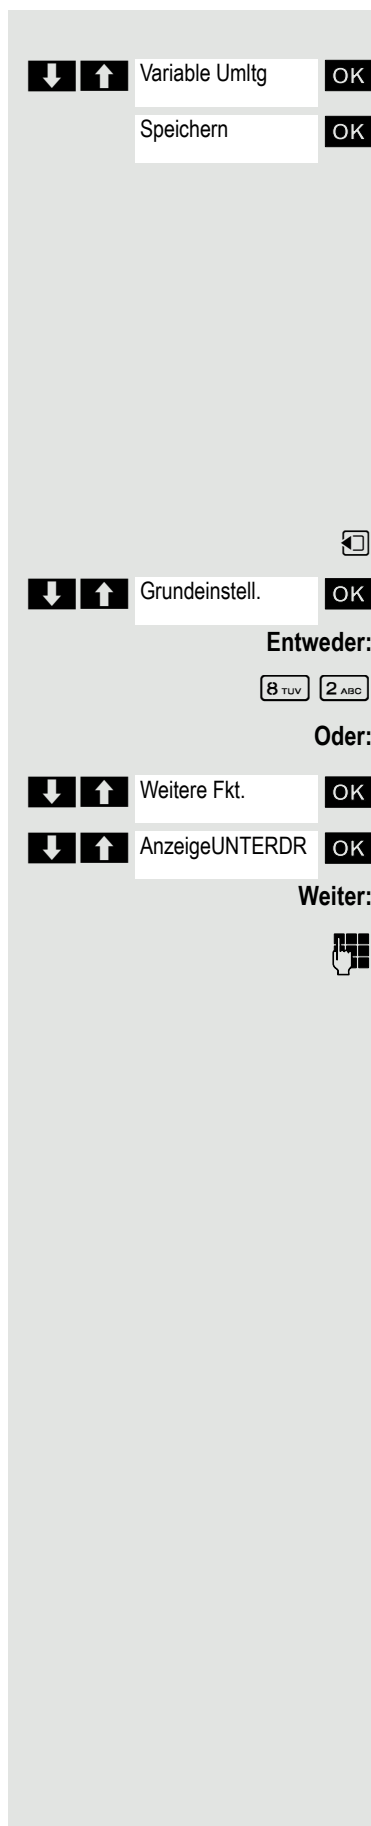 Variable Umltg OK
Speichern OK
Grundeinstell. OK
Entweder:
8 TUV 2 ABC
Oder:
Weitere Fkt. OK
AnzeigeUNTERDR OK
Weiter: